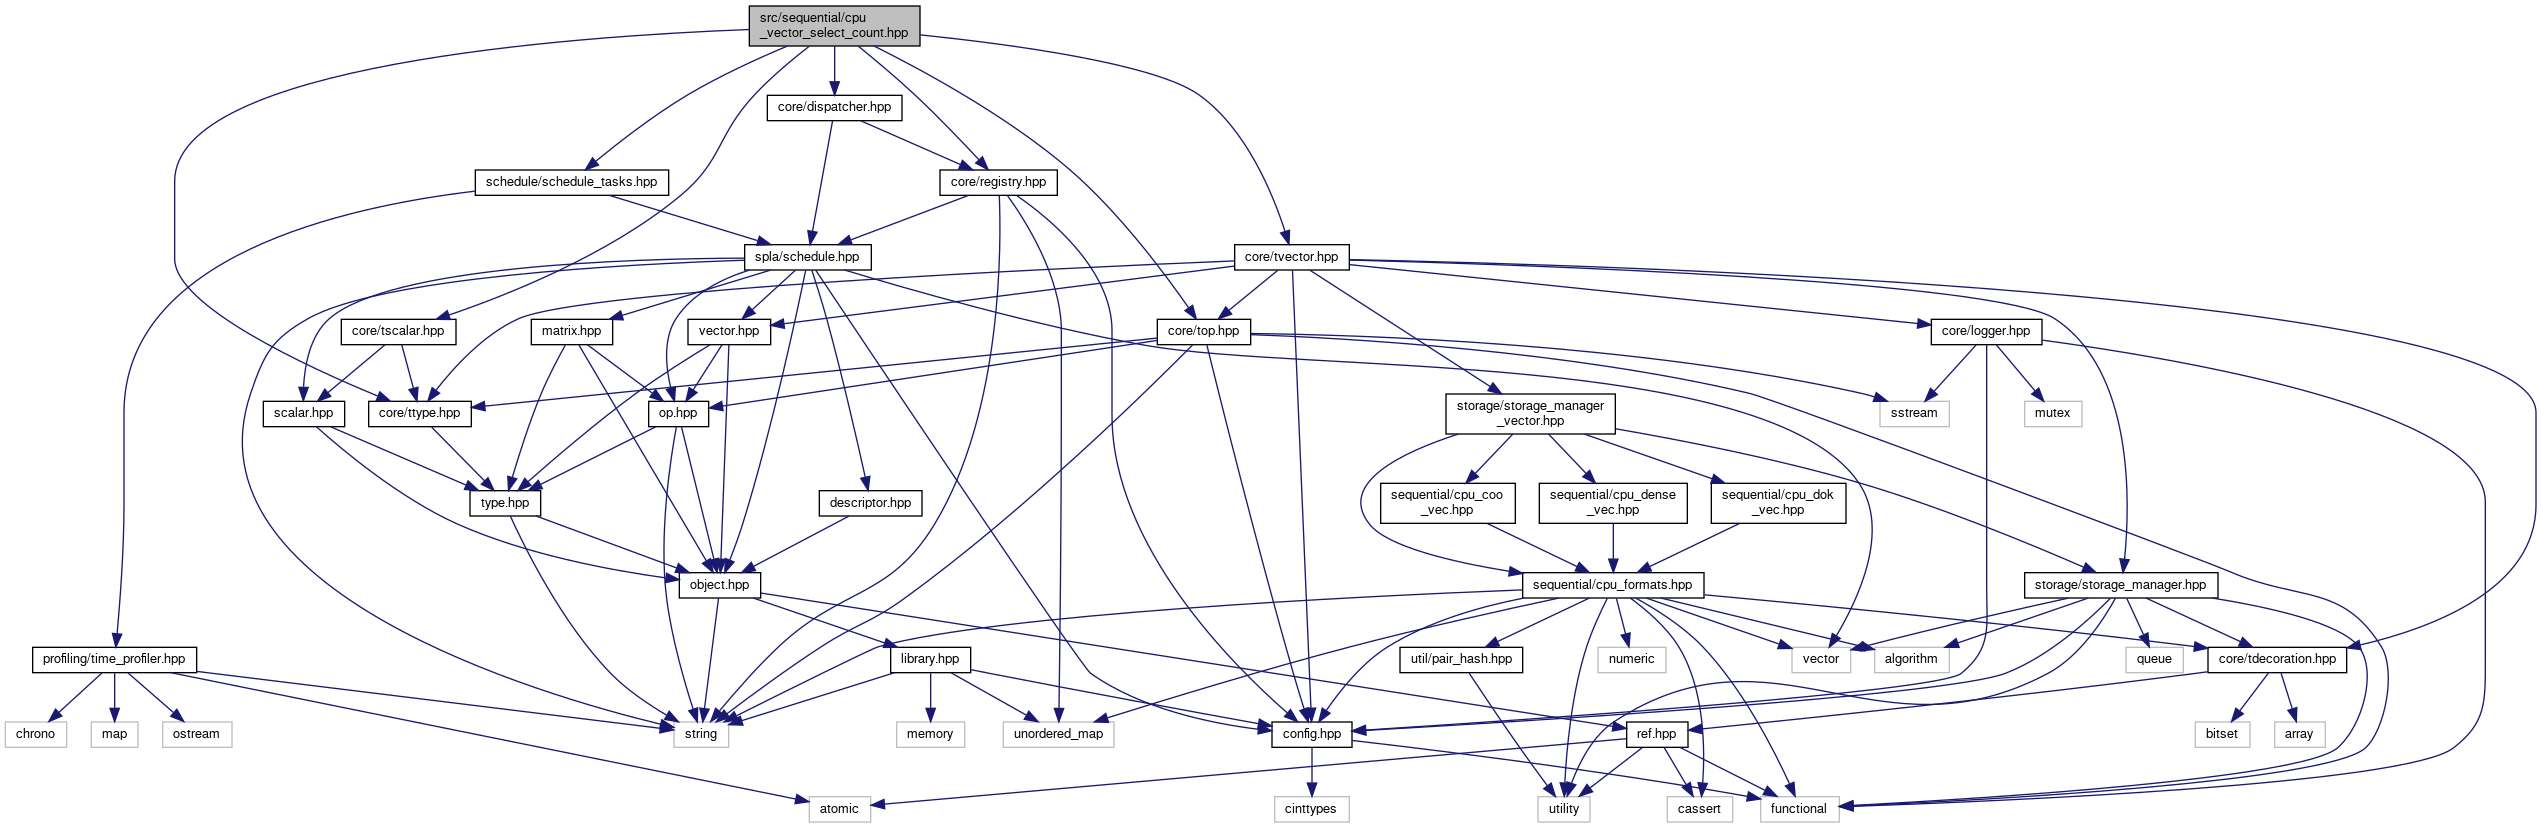 src/sequential/cpu
_vector_select_count.hpp
core/dispatcher.hpp
schedule/schedule_tasks.hpp
core/registry.hpp
spla/schedule.hpp
core/tvector.hpp
core/tscalar.hpp
matrix.hpp
vector.hpp
core/top.hpp
core/logger.hpp
scalar.hpp
core/ttype.hpp
op.hpp
storage/storage_manager
_vector.hpp
sstream
mutex
type.hpp
descriptor.hpp
sequential/cpu_coo
_vec.hpp
sequential/cpu_dense
_vec.hpp
sequential/cpu_dok
_vec.hpp
object.hpp
sequential/cpu_formats.hpp
storage/storage_manager.hpp
profiling/time_profiler.hpp
library.hpp
util/pair_hash.hpp
numeric
vector
algorithm
queue
core/tdecoration.hpp
chrono
map
ostream
string
memory
unordered_map
config.hpp
ref.hpp
bitset
array
atomic
cinttypes
utility
cassert
functional